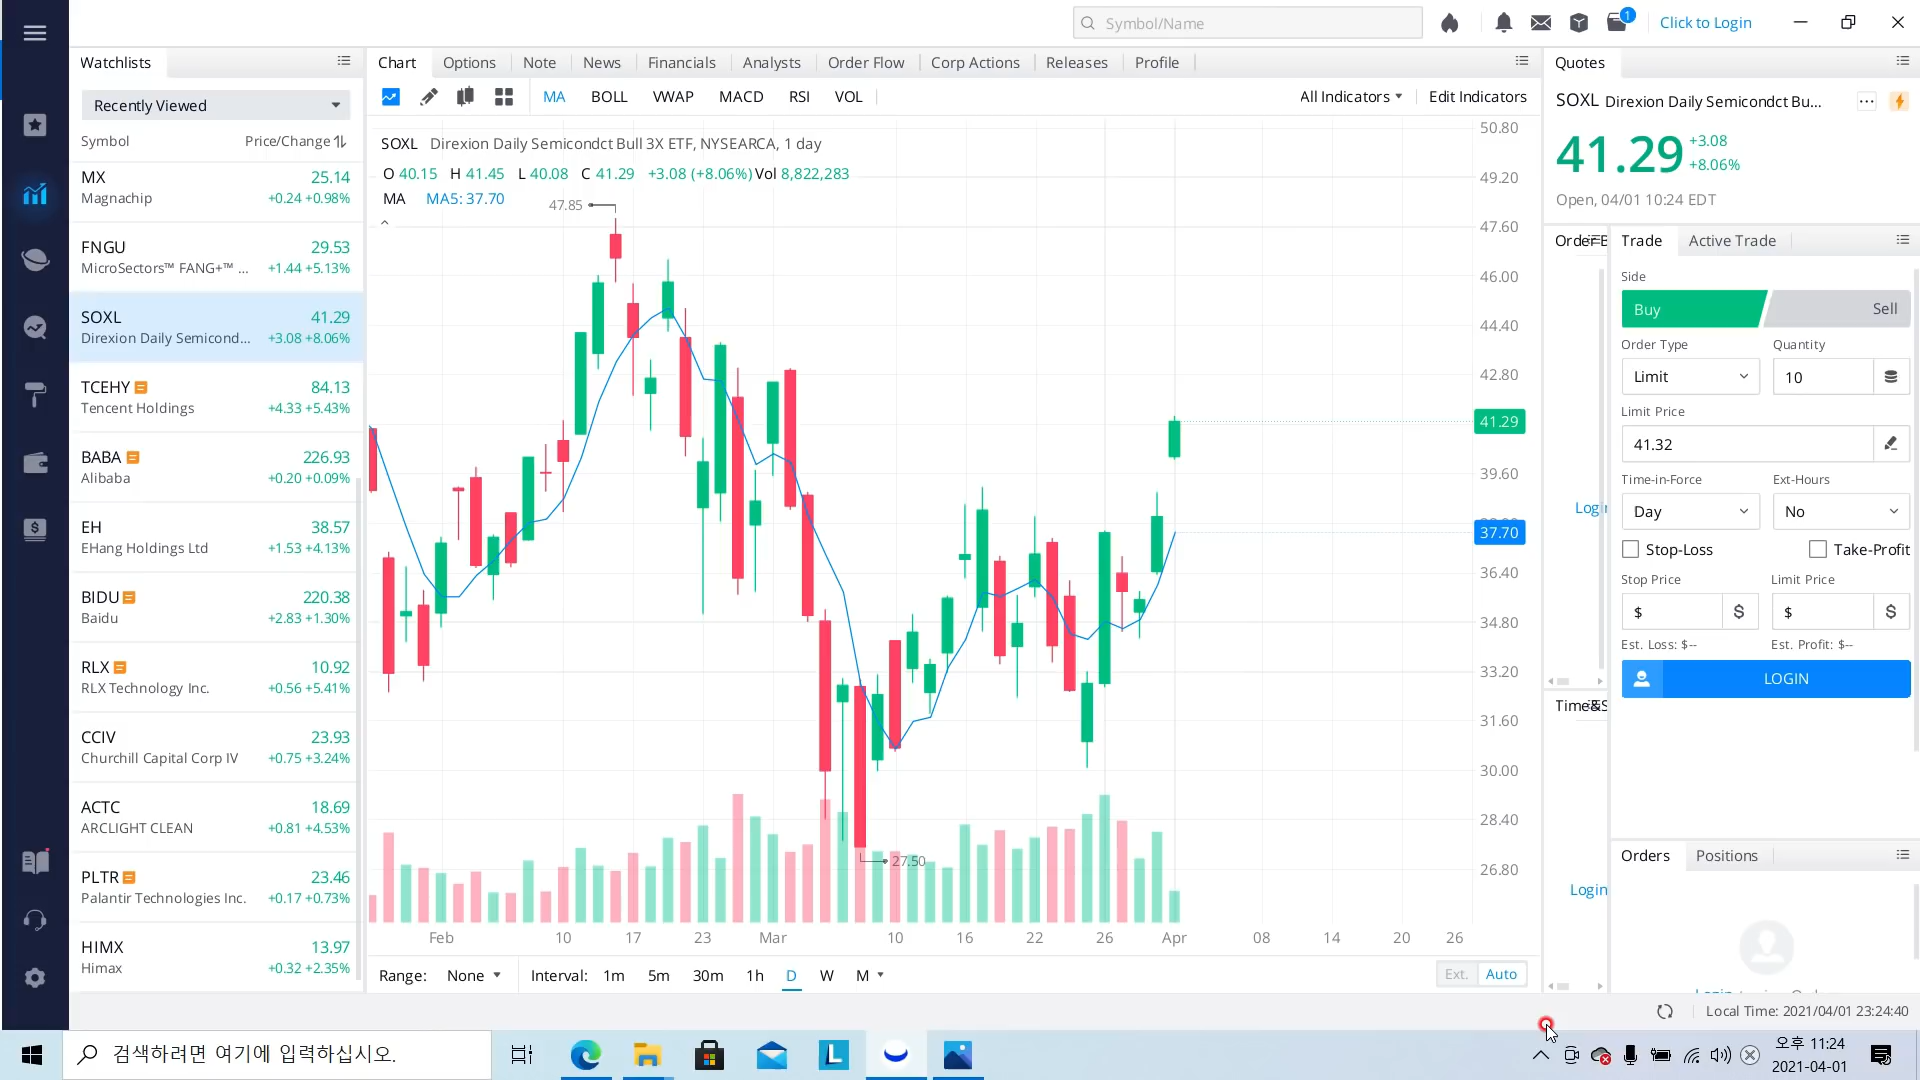 Symbol/Name
1
Click to Login
Watchlists
Recently Viewed
Symbol Price/Change
MX 25.14
Magnachip +0.24 +0.98%
FNGU 29.53
MicroSectors™ FANG+™ ... +1.44 +5.13%
SOXL 41.29
Direxion Daily Semicond... +3.08 +8.06%
TCEHY 84.13
Tencent Holdings +4.33 +5.43%
BABA 226.93
Alibaba +0.20 +0.09%
EH 38.57
EHang Holdings Ltd +1.53 +4.13%
BIDU 220.38
Baidu +2.83 +1.30%
RLX 10.92
RLX Technology Inc. +0.56 +5.41%
CCIV 23.93
Churchill Capital Corp IV +0.75 +3.24%
ACTC 18.69
ARCLIGHT CLEAN +0.81 +4.53%
PLTR 23.46
Palantir Technologies Inc. +0.17 +0.73%
HIMX 13.97
Himax +0.32 +2.35%
Chart Options Note News Financials Analysts Order Flow Corp Actions Releases Profile
MA BOLL VWAP MACD RSI VOL All Indicators Edit Indicators
SOXL Direxion Daily Semicondct Bull 3X ETF, NYSEARCA, 1 day
O 40.15 H 41.45 L 40.08 C 41.29 +3.08 (+8.06%) Vol 8,822,283
MA MA5: 37.70
47.85
27.50
50.80
49.20
47.60
46.00
44.40
42.80
41.29
39.60
37.70
36.40
34.80
33.20
31.60
30.00
28.40
26.80
Feb 10 17 23 Mar 10 16 22 26 Apr 08 14 20 26
Range: None Interval: 1m 5m 30m 1h D W M
Ext. Auto
Quotes
SOXL Direxion Daily Semicondct Bu...
41.29
+3.08
+8.06%
Open, 04/01 10:24 EDT
Trade Active Trade
Side
Buy Sell
Order Type Quantity
Limit 10
Limit Price
41.32
Time-in-Force Ext-Hours
Day No
Stop-Loss Take-Profit
Stop Price Limit Price
$ $ $ $
Est. Loss: $-- Est. Profit: $--
LOGIN
Orders Positions
Login
Local Time: 2021/04/01 23:24:40
검색하려면 여기에 입력하십시오.
L
오후 11:24
2021-04-01